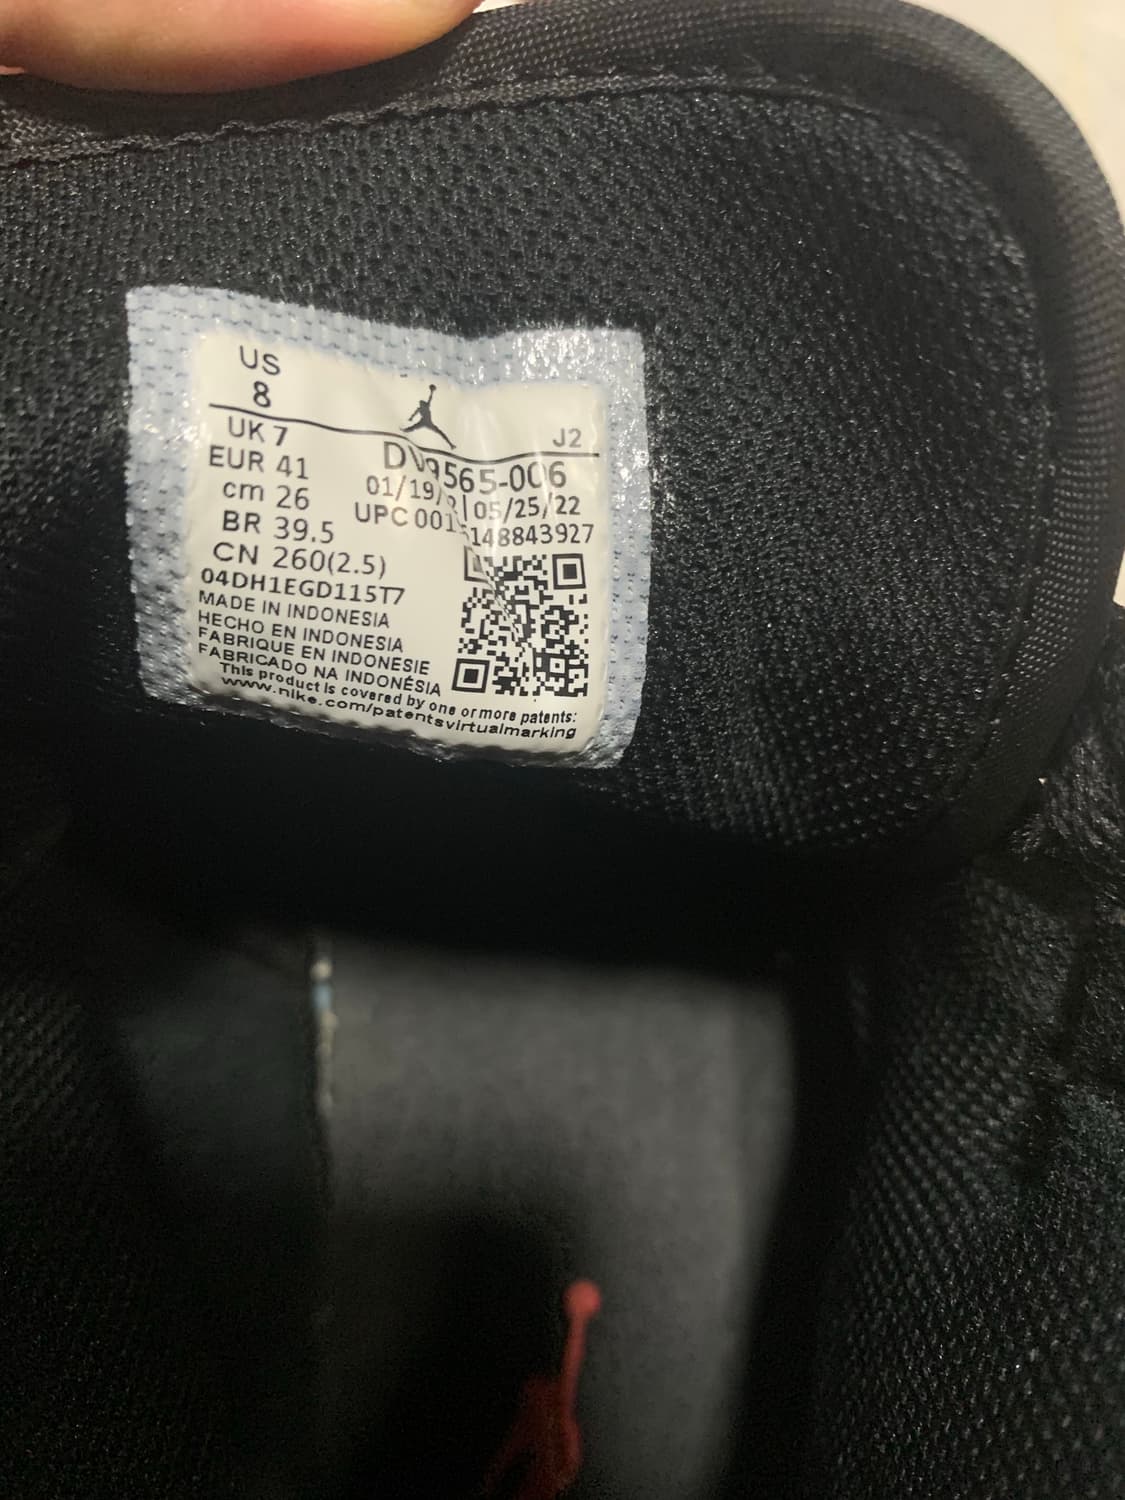 US
8
J2
UK 7
EUR 41
cm 26
BR 39.5
CN 260(2.5)
-006
05/25/22
UPC
148843927
04DH1EGD115T7
MADE IN INDONESIA
HECHO EN INDONESIA
FABRIQUE EN INDONESIE
FABRICADO NA INDONÉSIA
This product is covered by one or more patents:
www.nike.com/patentsvirtualmarking